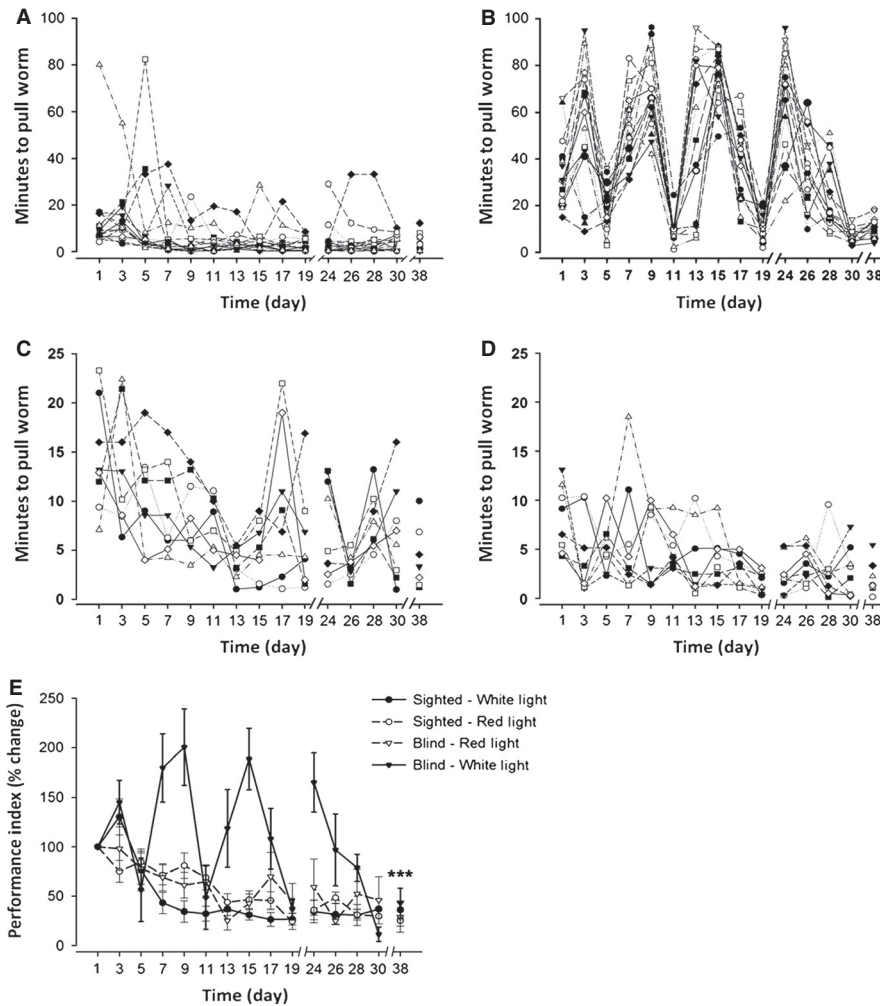 A
Minutes to pull worm
100
80
60
40
20
0
1 3 5 7 9 11 13 15 17 19 24 26 28 30 38
Time (day)
B
Minutes to pull worm
100
80
60
40
20
0
1 3 5 7 9 11 13 15 17 19 24 26 28 30 38
Time (day)
C
Minutes to pull worm
25
20
15
10
5
0
1 3 5 7 9 11 13 15 17 19 24 26 28 30 38
Time (day)
D
Minutes to pull worm
25
20
15
10
5
0
1 3 5 7 9 11 13 15 17 19 24 26 28 30 38
Time (day)
E
Performance index (% change)
250
200
150
100
50
0
1 3 5 7 9 11 13 15 17 19 24 26 28 30 38
Time (day)
Sighted - White light
Sighted - Red light
Blind - Red light
Blind - White light
***